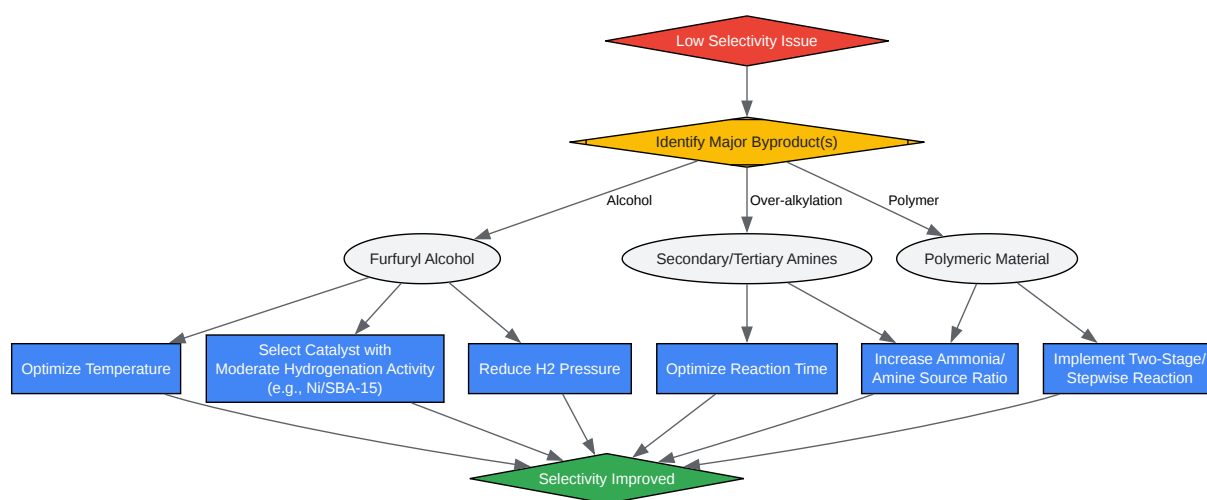 Low Selectivity Issue
Identify Major Byproduct(s)
Alcohol
Over-alkylation
Polymer
Furfuryl Alcohol
Secondary/Tertiary Amines
Polymeric Material
Optimize Temperature
Select Catalyst with
Moderate Hydrogenation Activity
(e.g., Ni/SBA-15)
Reduce H2 Pressure
Optimize Reaction Time
Increase Ammonia/
Amine Source Ratio
Implement Two-Stage/
Stepwise Reaction
Selectivity Improved